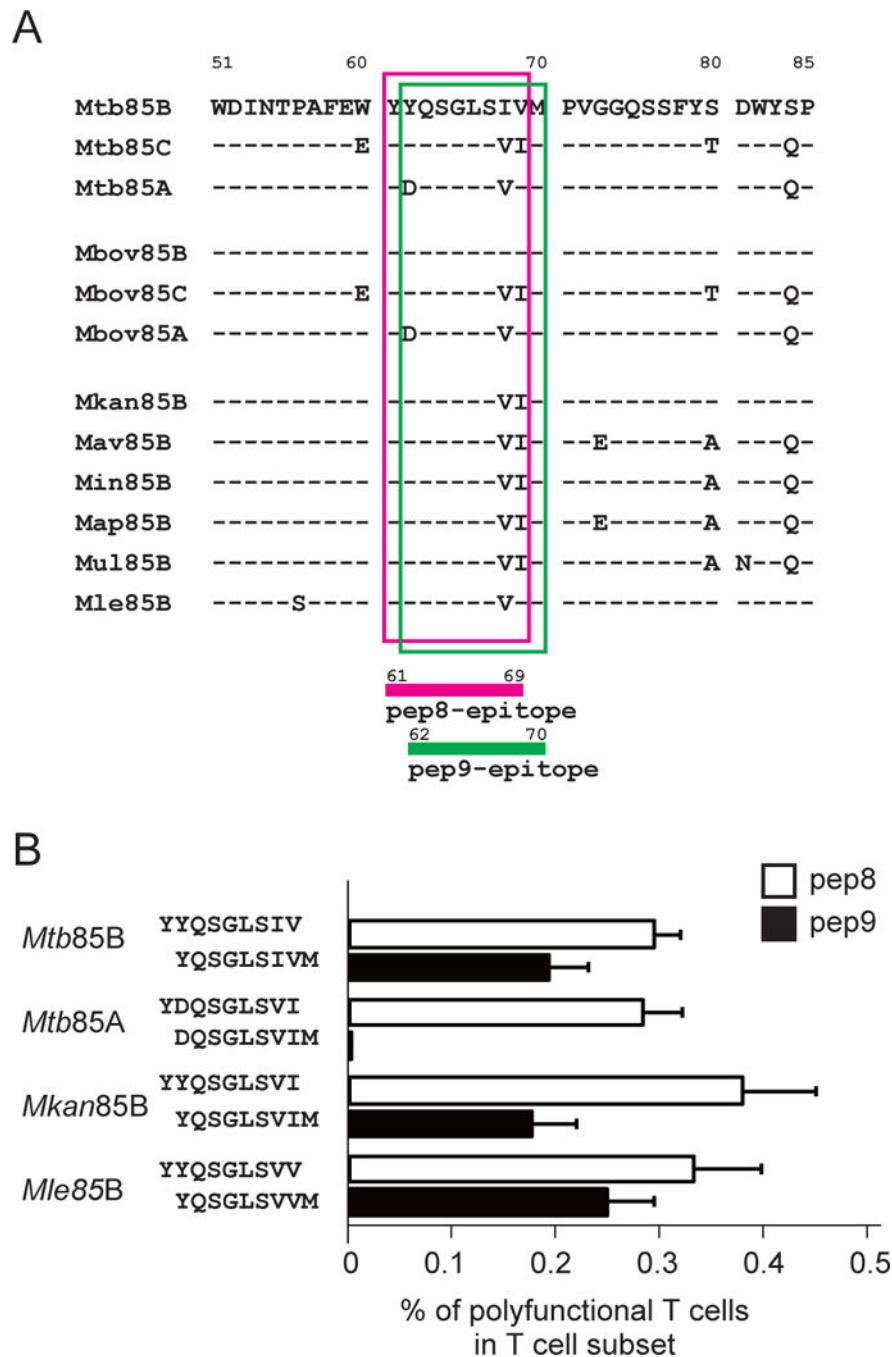 A
51 60 70 80 85
Mtb85B WDINTPAFEW YYQSGLSIVM PVGGQSSFYS DWYSP
Mtb85C ---------E -------VI- ---------T ---Q-
Mtb85A ---------- -D-----V-- ---------- ---Q-
Mbov85B ---------- ---------- ---------- -----
Mbov85C ---------E -------VI- ---------T ---Q-
Mbov85A ---------- -D-----V-- ---------- ---Q-
Mkan85B ---------- -------VI- ---------- -----
Mav85B ---------- -------VI- --E------A ---Q-
Min85B ---------- -------VI- ---------A ---Q-
Map85B ---------- -------VI- --E------A ---Q-
Mul85B ---------- -------VI- ---------A N--Q-
Mle85B -----S---- -------V-- ---------- -----
61 69
pep8-epitope
62 70
pep9-epitope
B
pep8
pep9
Mtb85B
YYQSGLSIV
YQSGLSIVM
Mtb85A
YDQSGLSVI
DQSGLSVIM
Mkan85B
YYQSGLSVI
YQSGLSVIM
Mle85B
YYQSGLSVV
YQSGLSVVM
0 0.1 0.2 0.3 0.4 0.5
% of polyfunctional T cells
in T cell subset